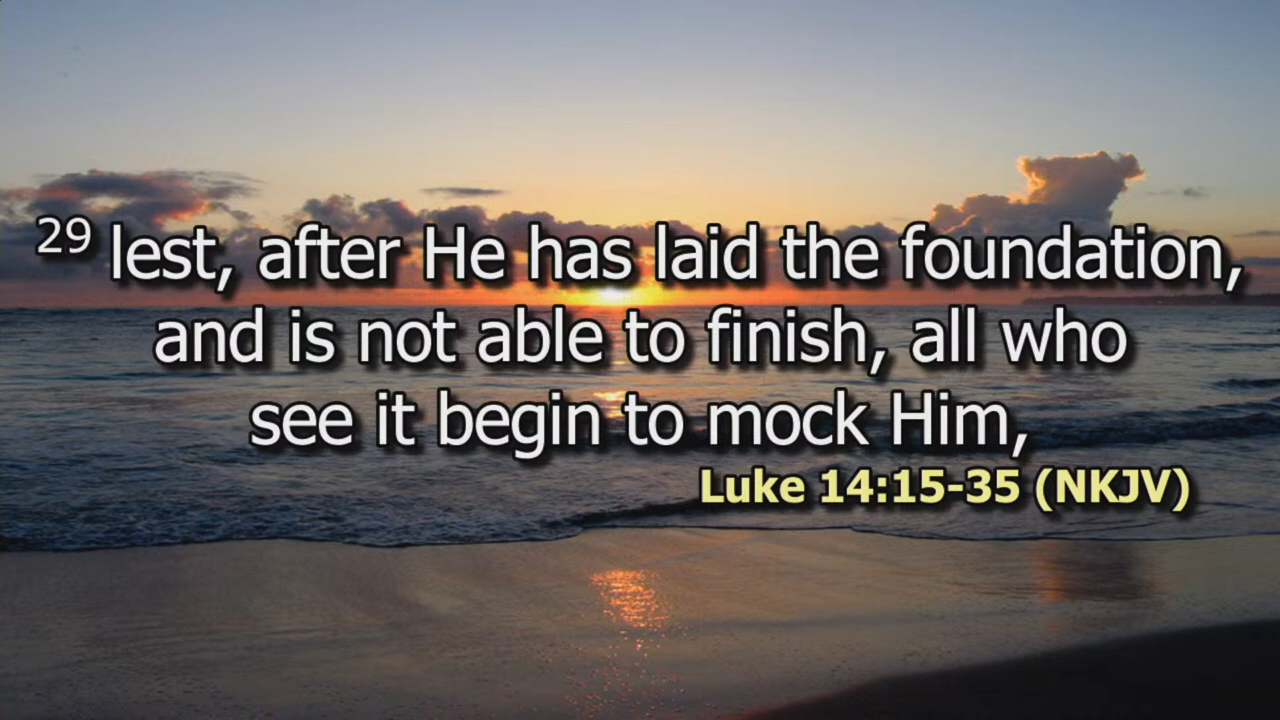 29 lest, after He has laid the foundation,
and is not able to finish, all who
see it begin to mock Him,
Luke 14:15-35 (NKJV)